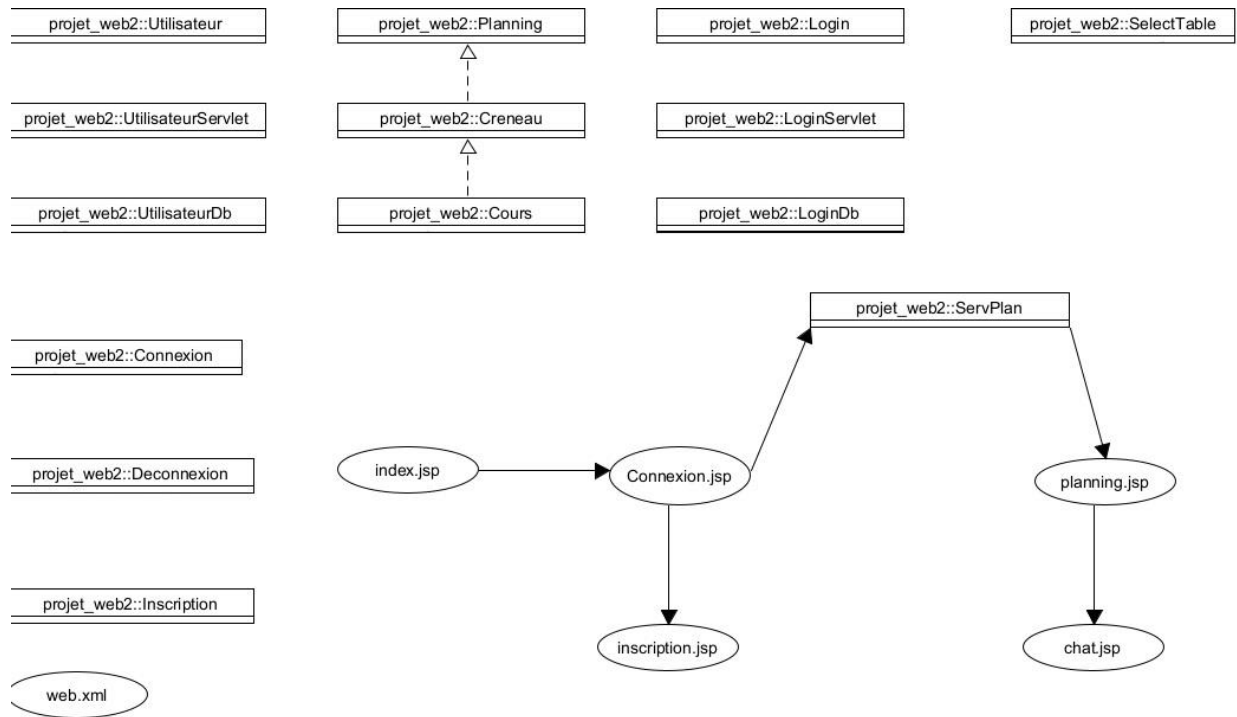 projet_web2::Utilisateur
projet_web2::Planning
projet_web2::Login
projet_web2::SelectTable
projet_web2::UtilisateurServlet
projet_web2::Creneau
projet_web2::LoginServlet
projet_web2::UtilisateurDb
projet_web2::Cours
projet_web2::LoginDb
projet_web2::ServPlan
projet_web2::Connexion
index.jsp
Connexion.jsp
projet_web2::Deconnexion
planning.jsp
projet_web2::Inscription
inscription.jsp
chat.jsp
web.xml